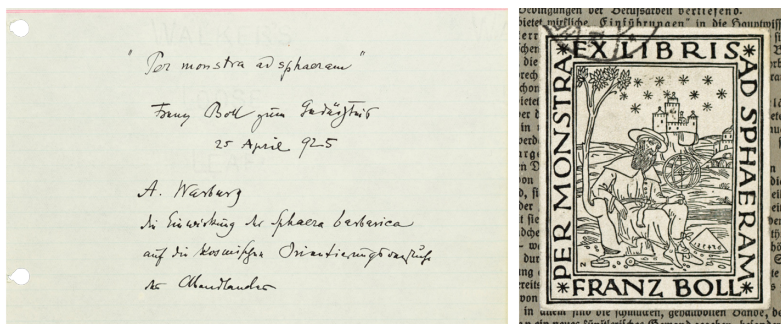 "Per monstra ad sphaeram"
Franz Boll zum Gedächtnis
25 April 925
A. Warburg
die Einwirkung der Sphaera barbarica
auf die kosmischen Orientierungsversuche
des Abendlandes
EX LIBRIS
PER MONSTRA
AD SPHAERAM
FRANZ BOLL